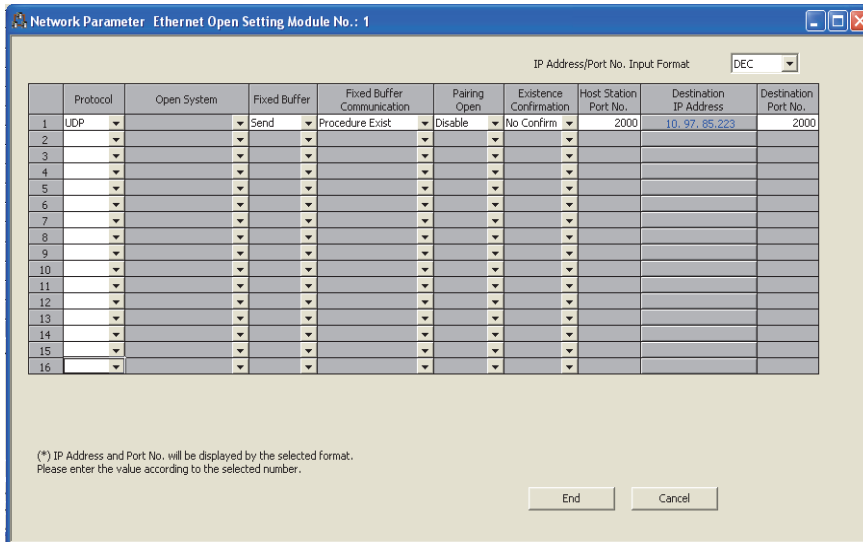 Network Parameter Ethernet Open Setting Module No.: 1
IP Address/Port No. Input Format DEC
Protocol Open System Fixed Buffer Fixed Buffer Communication Pairing Open Existence Confirmation Host Station Port No. Destination IP Address Destination Port No.
1 UDP Send Procedure Exist Disable No Confirm 2000 10. 97. 85.223 2000
2
3
4
5
6
7
8
9
10
11
12
13
14
15
16
(*) IP Address and Port No. will be displayed by the selected format.
Please enter the value according to the selected number.
End Cancel